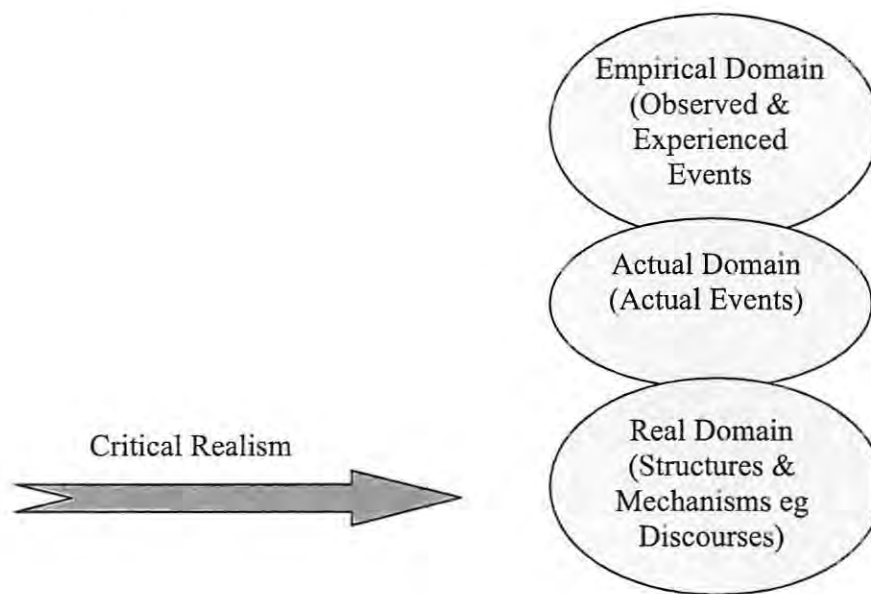 Empirical Domain
(Observed &
Experienced
Events
Actual Domain
(Actual Events)
Critical Realism
Real Domain
(Structures &
Mechanisms eg
Discourses)